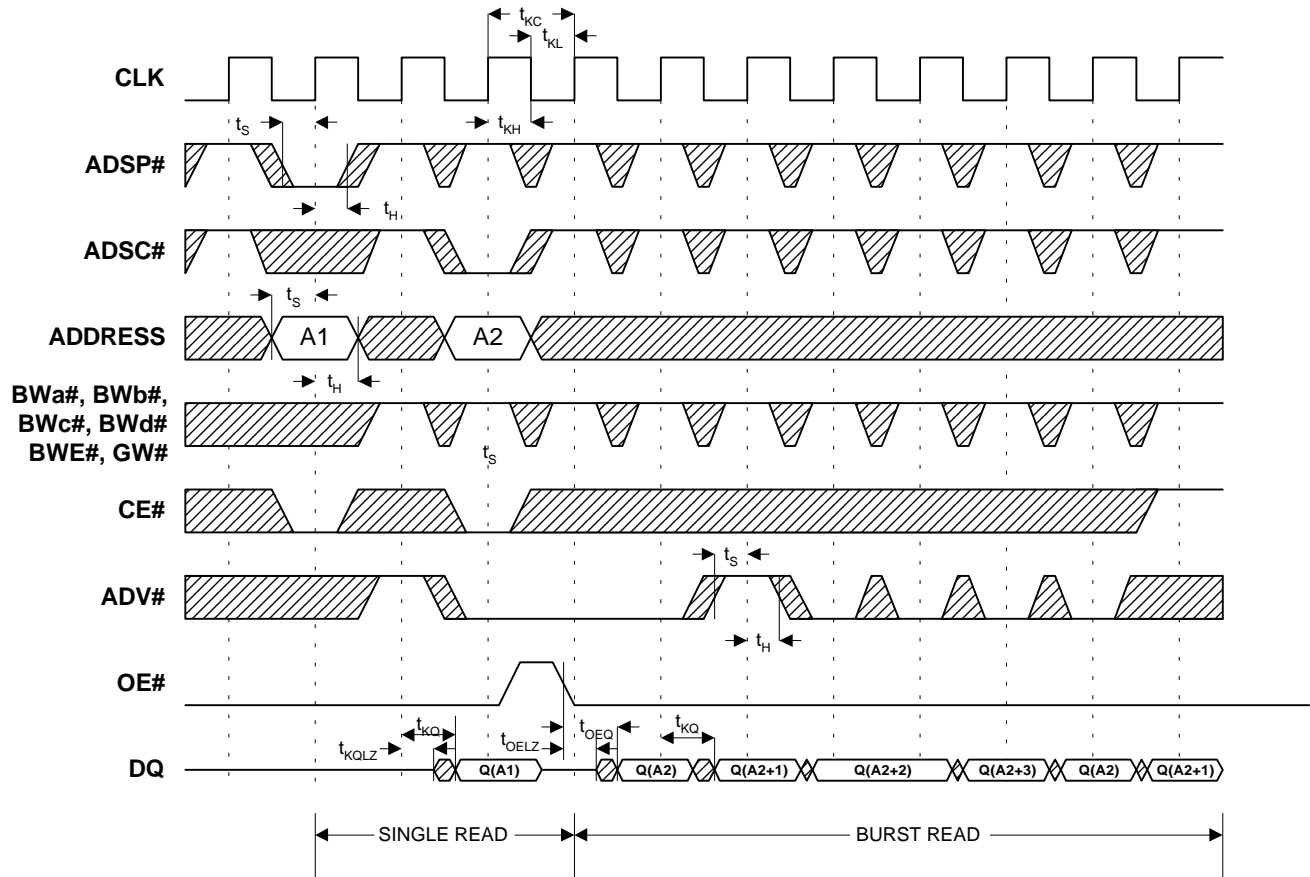 tKC
tKL
CLK
tS
tKH
ADSP#
tH
ADSC#
tS
ADDRESS
A1
A2
tH
BWa#, BWb#,
BWc#, BWd#
BWE#, GW#
tS
CE#
tS
ADV#
tH
OE#
tKQ
tOEQ
tKQ
tKQLZ
tOELZ
DQ
Q(A1)
Q(A2)
Q(A2+1)
Q(A2+2)
Q(A2+3)
Q(A2)
Q(A2+1)
SINGLE READ
BURST READ